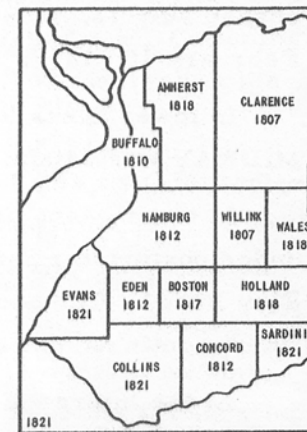 AMHERST
1818
CLARENCE
1807
BUFFALO
1810
HAMBURG
1812
WILLINK
1807
WALES
1818
EVANS
1821
EDEN
1812
BOSTON
1817
HOLLAND
1818
COLLINS
1821
CONCORD
1812
SARDINI
1821
1821